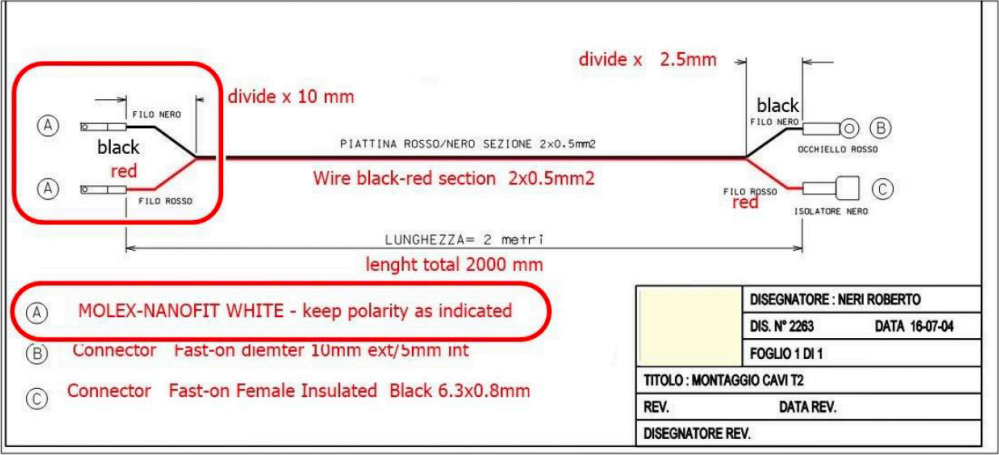 divide x 2.5mm
divide x 10 mm
black
FILO NERO
FILO NERO
A
B
black
PIATTINA ROSSO/NERO SEZIONE 2x0.5mm2
OCCHIELLO ROSSO
red
Wire black-red section 2x0.5mm2
A
C
FILO ROSSO
FILO ROSSO
red
ISOLATORE NERO
LUNGHEZZA= 2 metri
lenght total 2000 mm
A MOLEX-NANOFIT WHITE - keep polarity as indicated
B Connector Fast-on diemter 10mm ext/5mm int
C Connector Fast-on Female Insulated Black 6.3x0.8mm
DISEGNATORE : NERI ROBERTO
DIS. N° 2263 DATA 16-07-04
FOGLIO 1 DI 1
TITOLO : MONTAGGIO CAVI T2
REV. DATA REV.
DISEGNATORE REV.